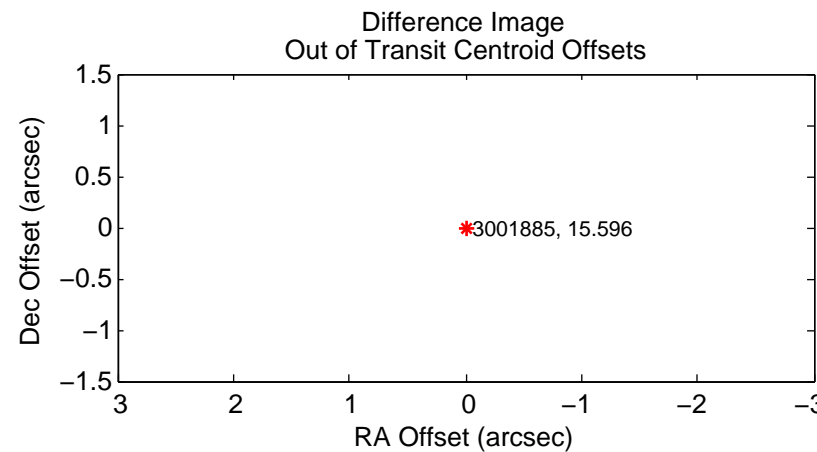 Difference Image
Out of Transit Centroid Offsets
1.5
1
0.5
0
−0.5
−1
−1.5
Dec Offset (arcsec)
3001885, 15.596
3 2 1 0 −1 −2 −3
RA Offset (arcsec)